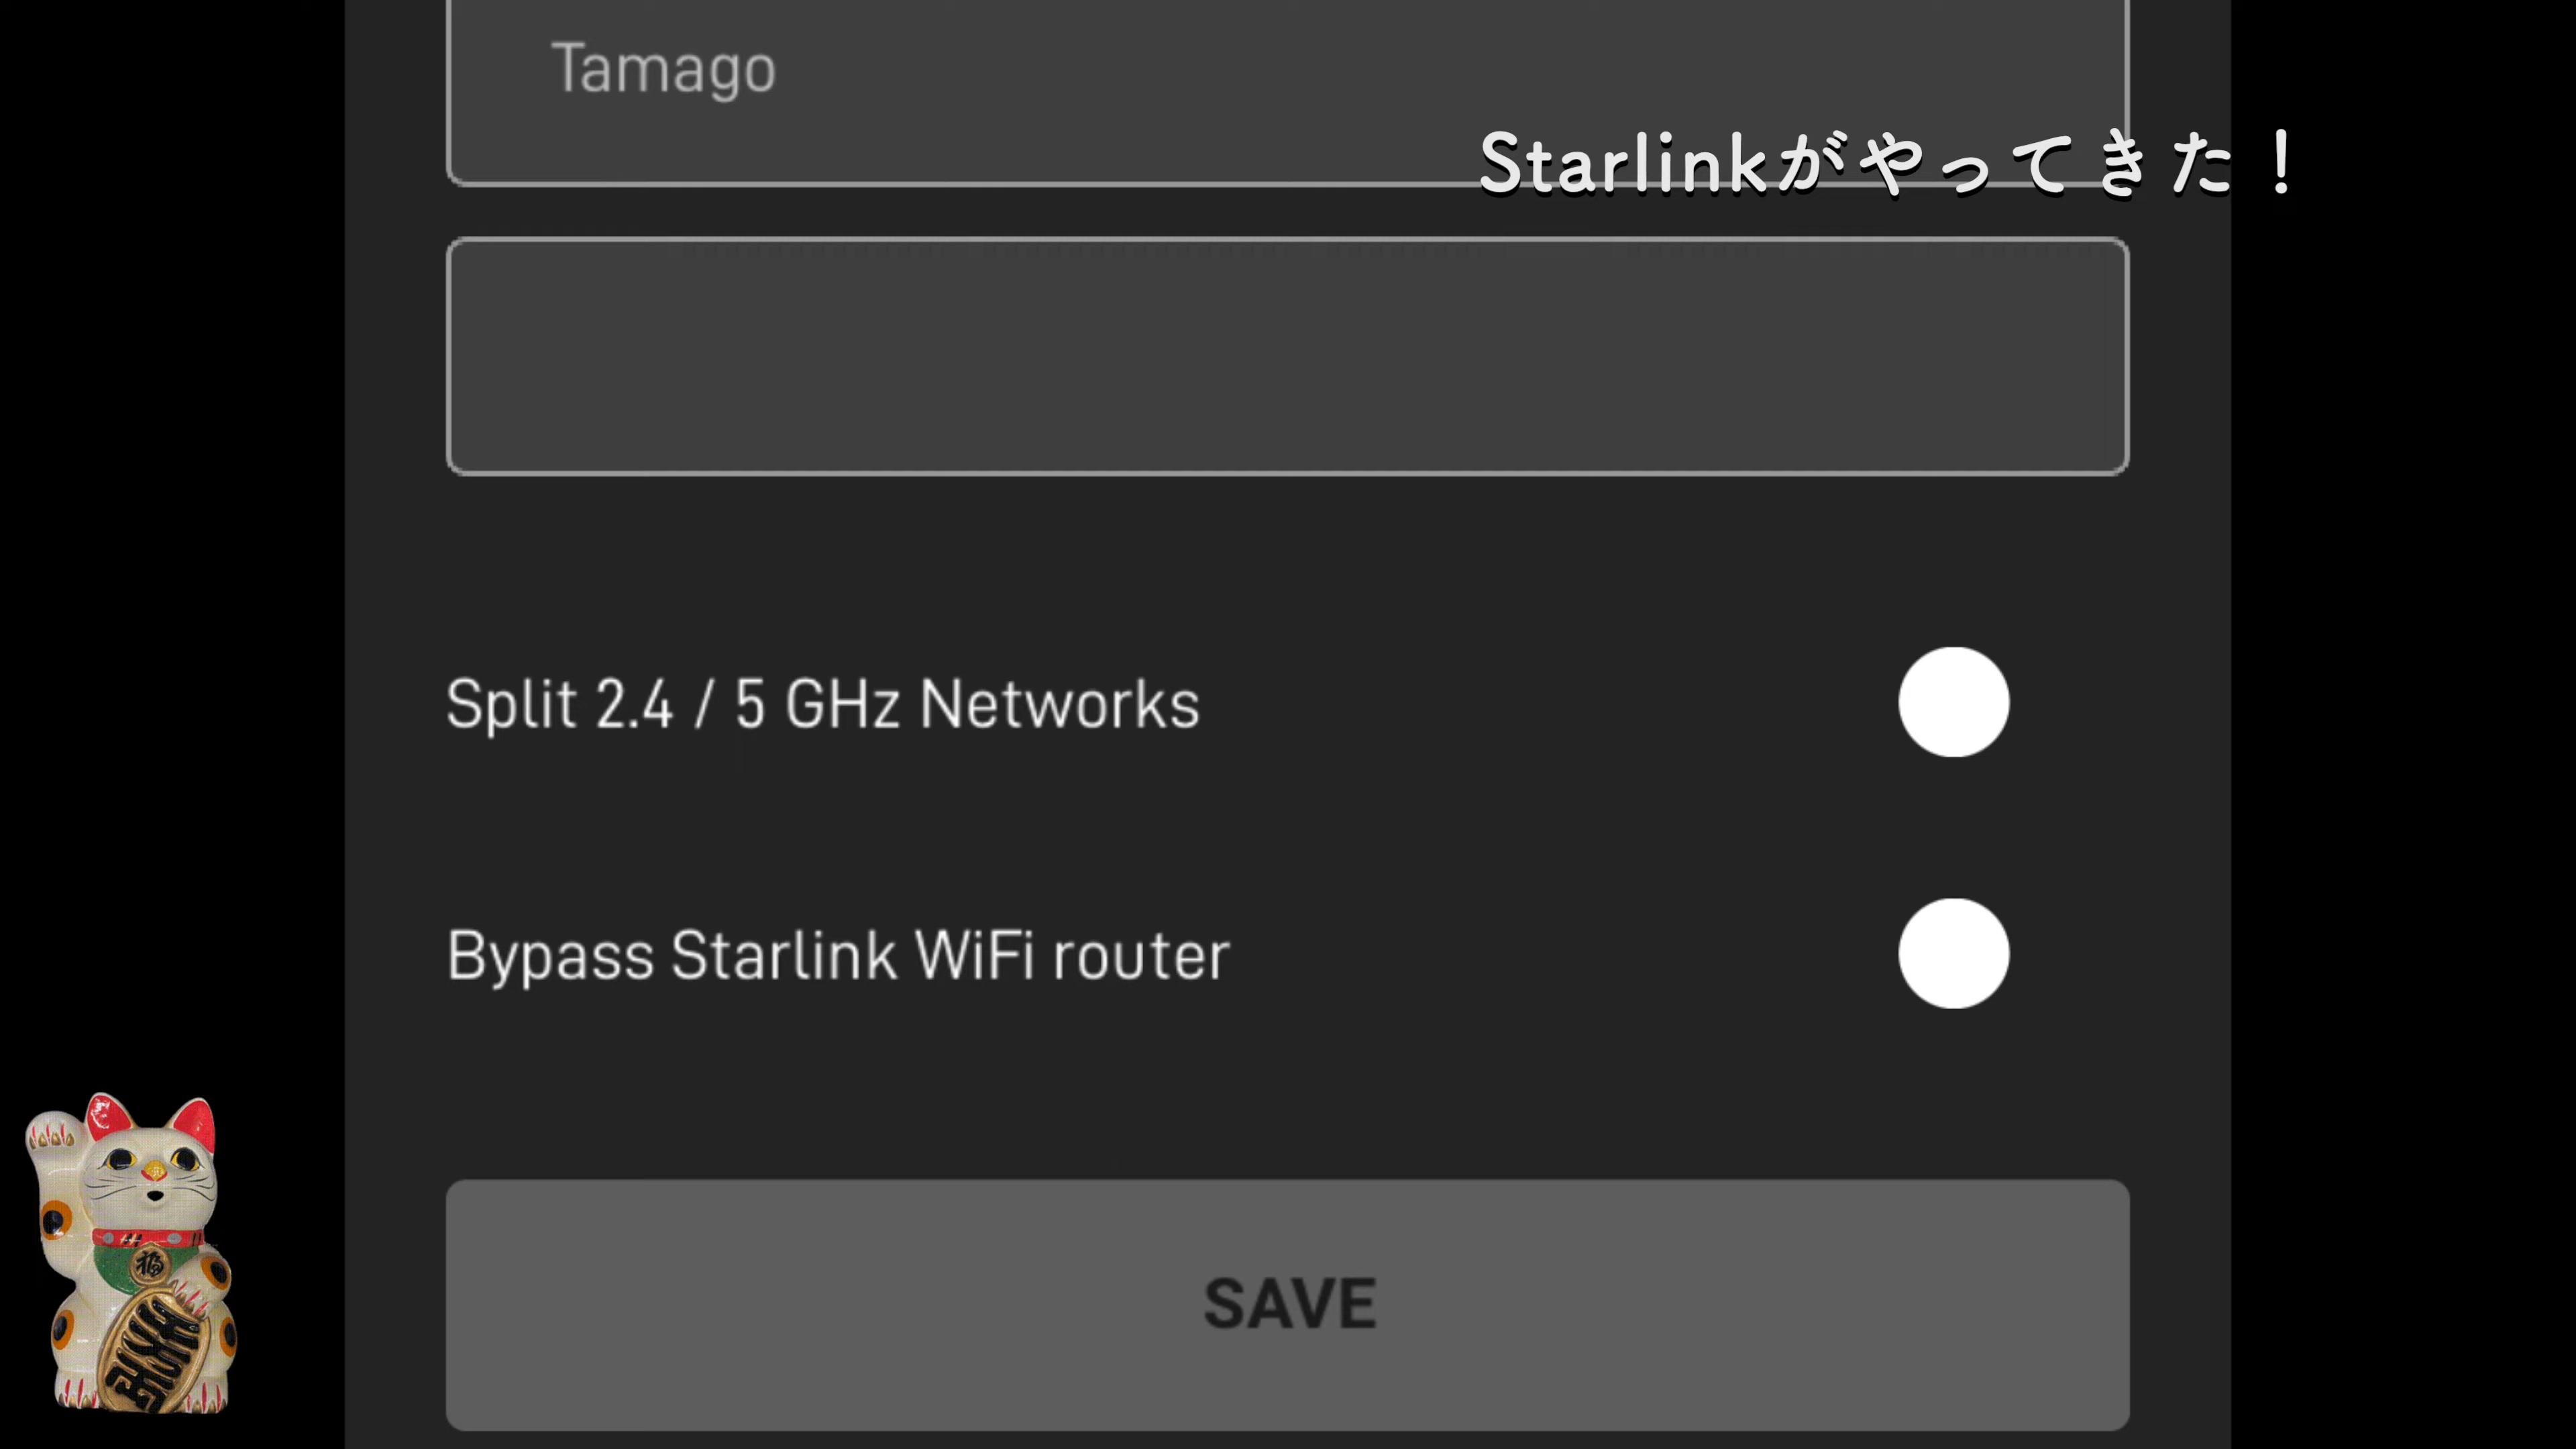 Tamago
Starlinkがやってきた！
Split 2.4 / 5 GHz Networks
Bypass Starlink WiFi router
SAVE